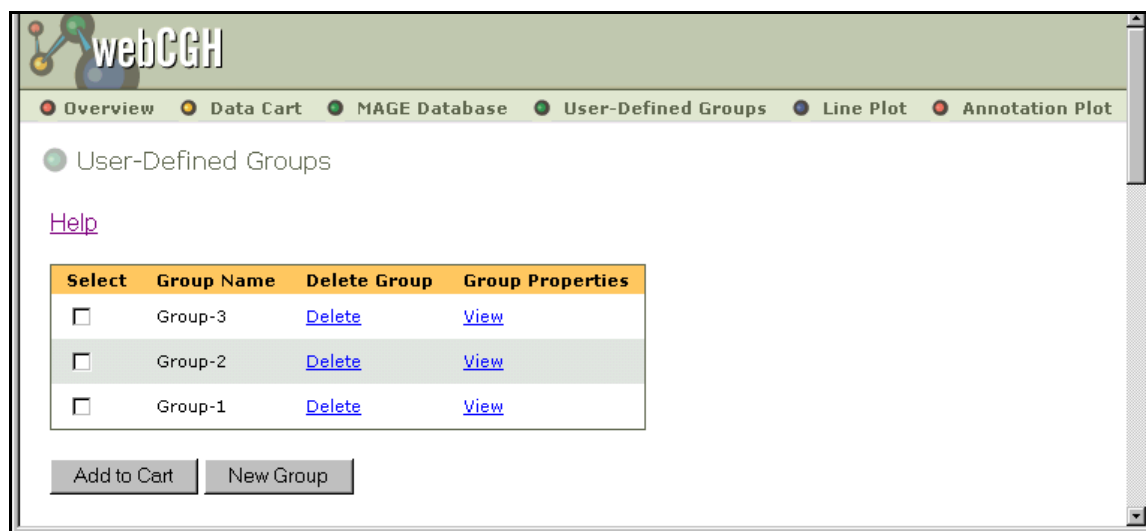 webCGH
Overview Data Cart MAGE Database User-Defined Groups Line Plot Annotation Plot
User-Defined Groups
Help
Select Group Name Delete Group Group Properties
Group-3 Delete View
Group-2 Delete View
Group-1 Delete View
Add to Cart New Group